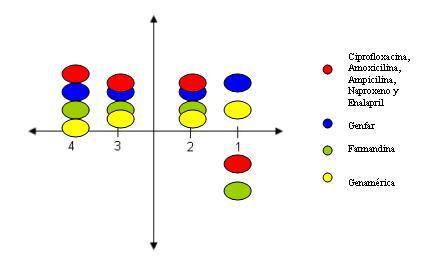 Ciprofloxacina,
Amoxicilina,
Ampicilina,
Naproxeno y
Enalapril
Genfar
Farmandina
Genamérica
4 3 2 1